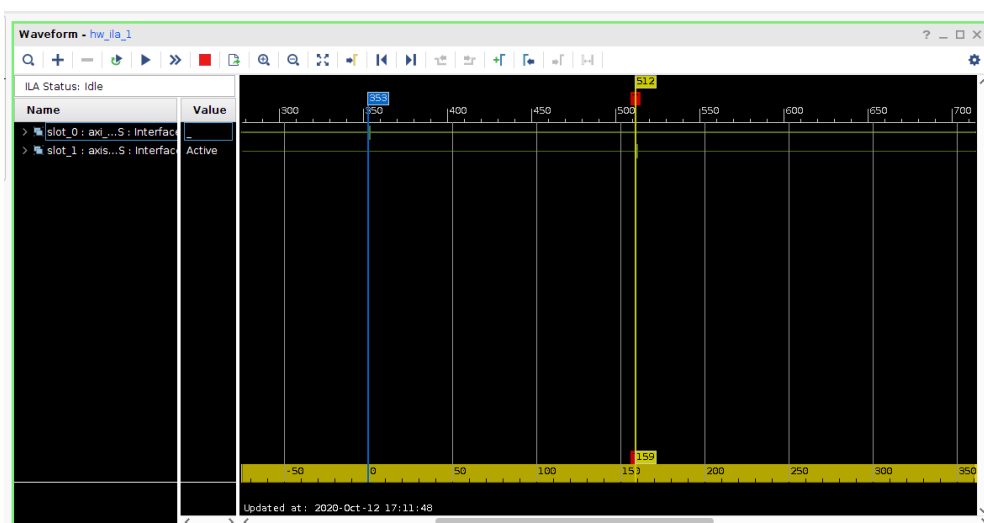 Waveform - hw_ila_1
? _
ILA Status: Idle
Name Value
512
353
300 350 400 450 500 550 600 650 700
slot_0 : axi_...S : Interface _
slot_1 : axis...S : Interface Active
159
-50 0 50 100 200 250 300 350
Updated at: 2020-Oct-12 17:11:48